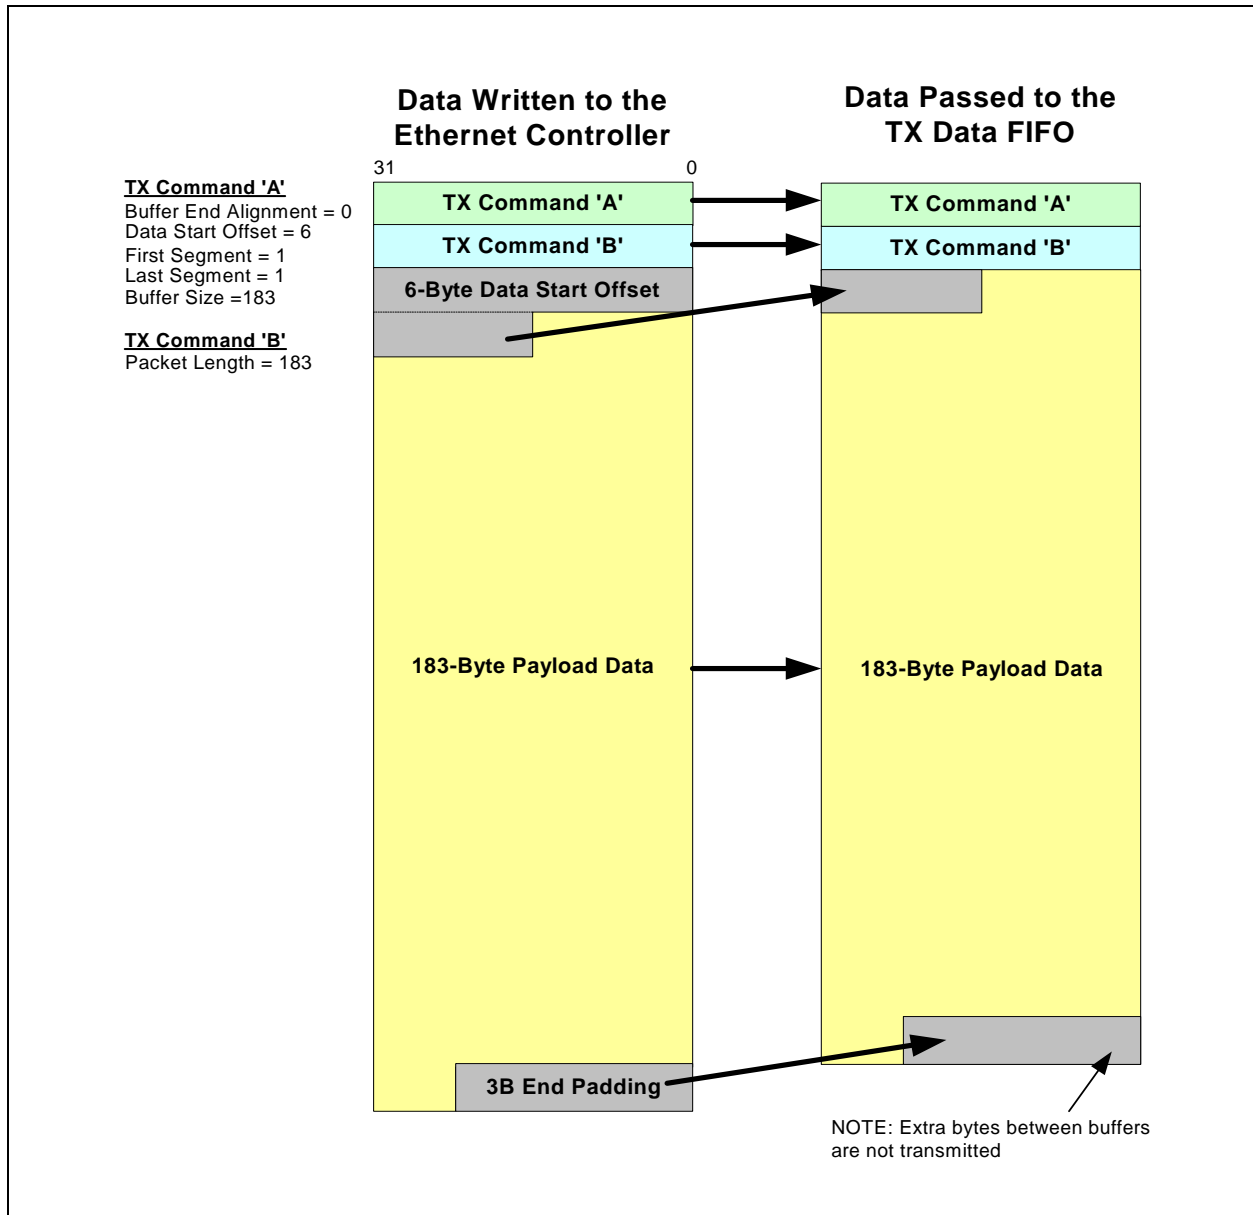 Data Written to the
Ethernet Controller
Data Passed to the
TX Data FIFO
31
0
TX Command 'A'
Buffer End Alignment = 0
Data Start Offset = 6
First Segment = 1
Last Segment = 1
Buffer Size =183
TX Command 'B'
Packet Length = 183
TX Command 'A'
TX Command 'B'
6-Byte Data Start Offset
183-Byte Payload Data
3B End Padding
TX Command 'A'
TX Command 'B'
183-Byte Payload Data
NOTE: Extra bytes between buffers
are not transmitted